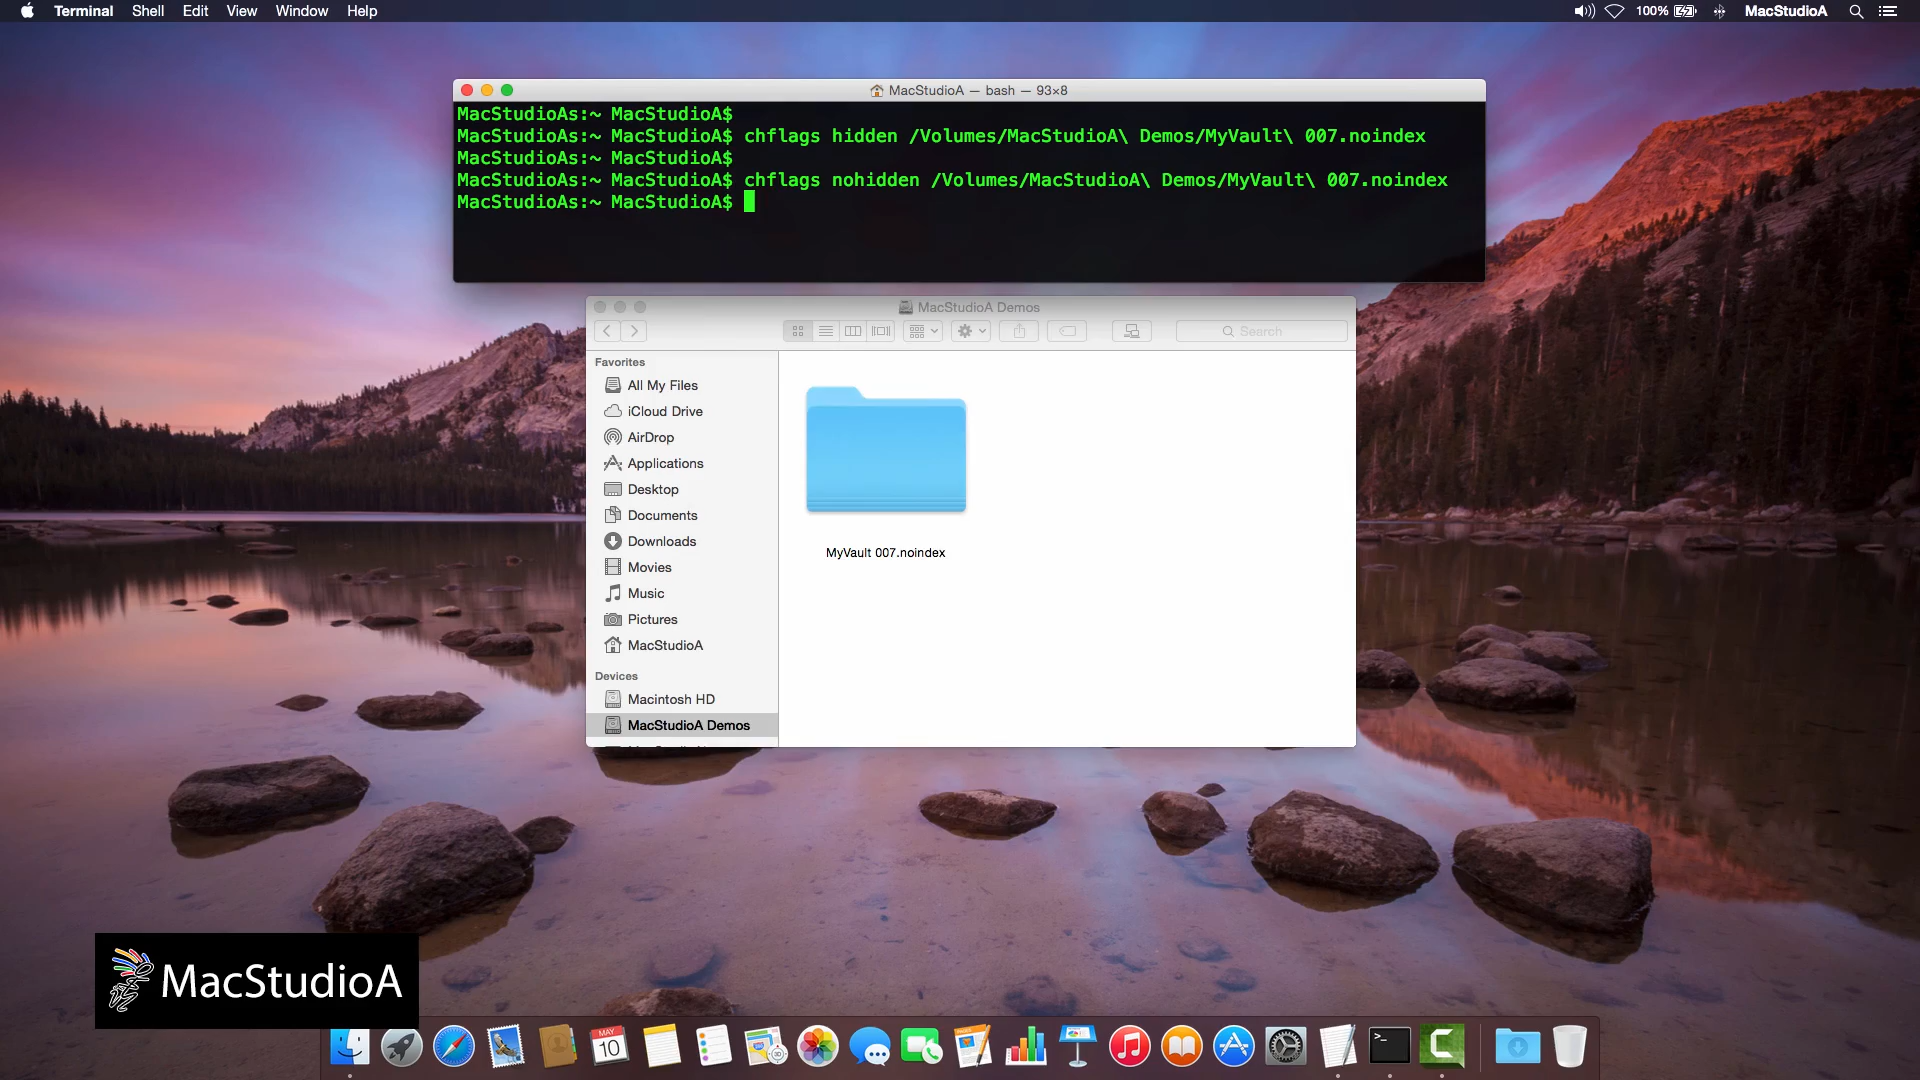 Terminal Shell Edit View Window Help 100% MacStudioA
MacStudioA — bash — 93×8
MacStudioAs:~ MacStudioA$
MacStudioAs:~ MacStudioA$ chflags hidden /Volumes/MacStudioA\ Demos/MyVault\ 007.noindex
MacStudioAs:~ MacStudioA$
MacStudioAs:~ MacStudioA$ chflags nohidden /Volumes/MacStudioA\ Demos/MyVault\ 007.noindex
MacStudioAs:~ MacStudioA$
MacStudioA Demos
Search
Favorites
All My Files
iCloud Drive
AirDrop
Applications
Desktop
Documents
Downloads
Movies
Music
Pictures
MacStudioA
Devices
Macintosh HD
MacStudioA Demos
MyVault 007.noindex
MacStudioA
MAY
10